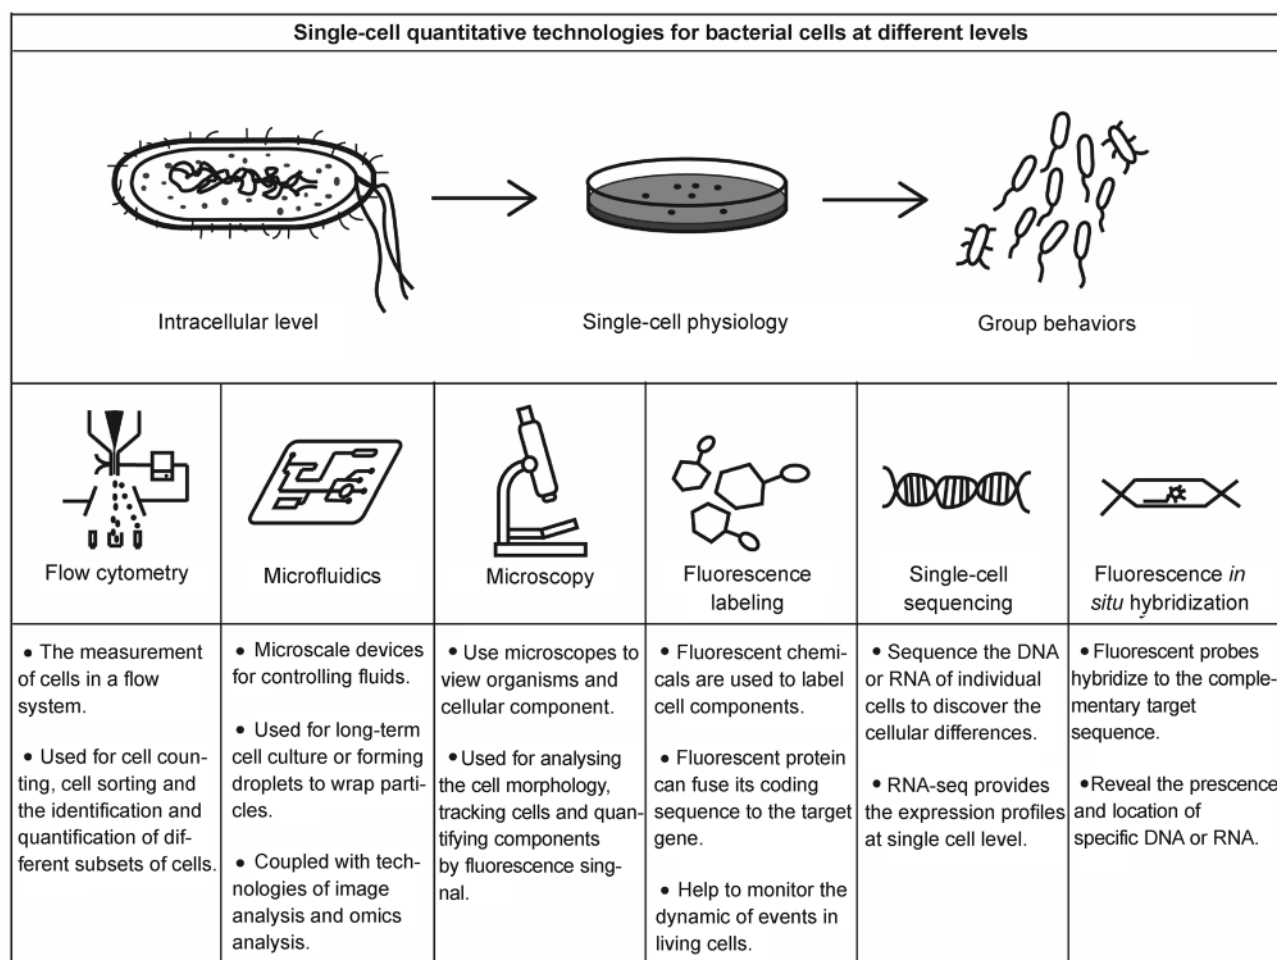 Single-cell quantitative technologies for bacterial cells at different levels
Intracellular level
Single-cell physiology
Group behaviors
Flow cytometry
Microfluidics
Microscopy
Fluorescence
labeling
Single-cell
sequencing
Fluorescence in
situ hybridization
• The measurement
of cells in a flow
system.
• Used for cell coun-
ting, cell sorting and
the identification and
quantification of dif-
ferent subsets of cells.
• Microscale devices
for controlling fluids.
• Used for long-term
cell culture or forming
droplets to wrap parti-
cles.
• Coupled with tech-
nologies of image
analysis and omics
analysis.
• Use microscopes to
view organisms and
cellular component.
• Used for analysing
the cell morphology,
tracking cells and quan-
tifying components
by fluorescence sing-
nal.
• Fluorescent chemi-
cals are used to label
cell components.
• Fluorescent protein
can fuse its coding
sequence to the target
gene.
• Help to monitor the
dynamic of events in
living cells.
• Sequence the DNA
or RNA of individual
cells to discover the
cellular differences.
• RNA-seq provides
the expression profiles
at single cell level.
• Fluorescent probes
hybridize to the comple-
mentary target
sequence.
• Reveal the prescence
and location of
specific DNA or RNA.